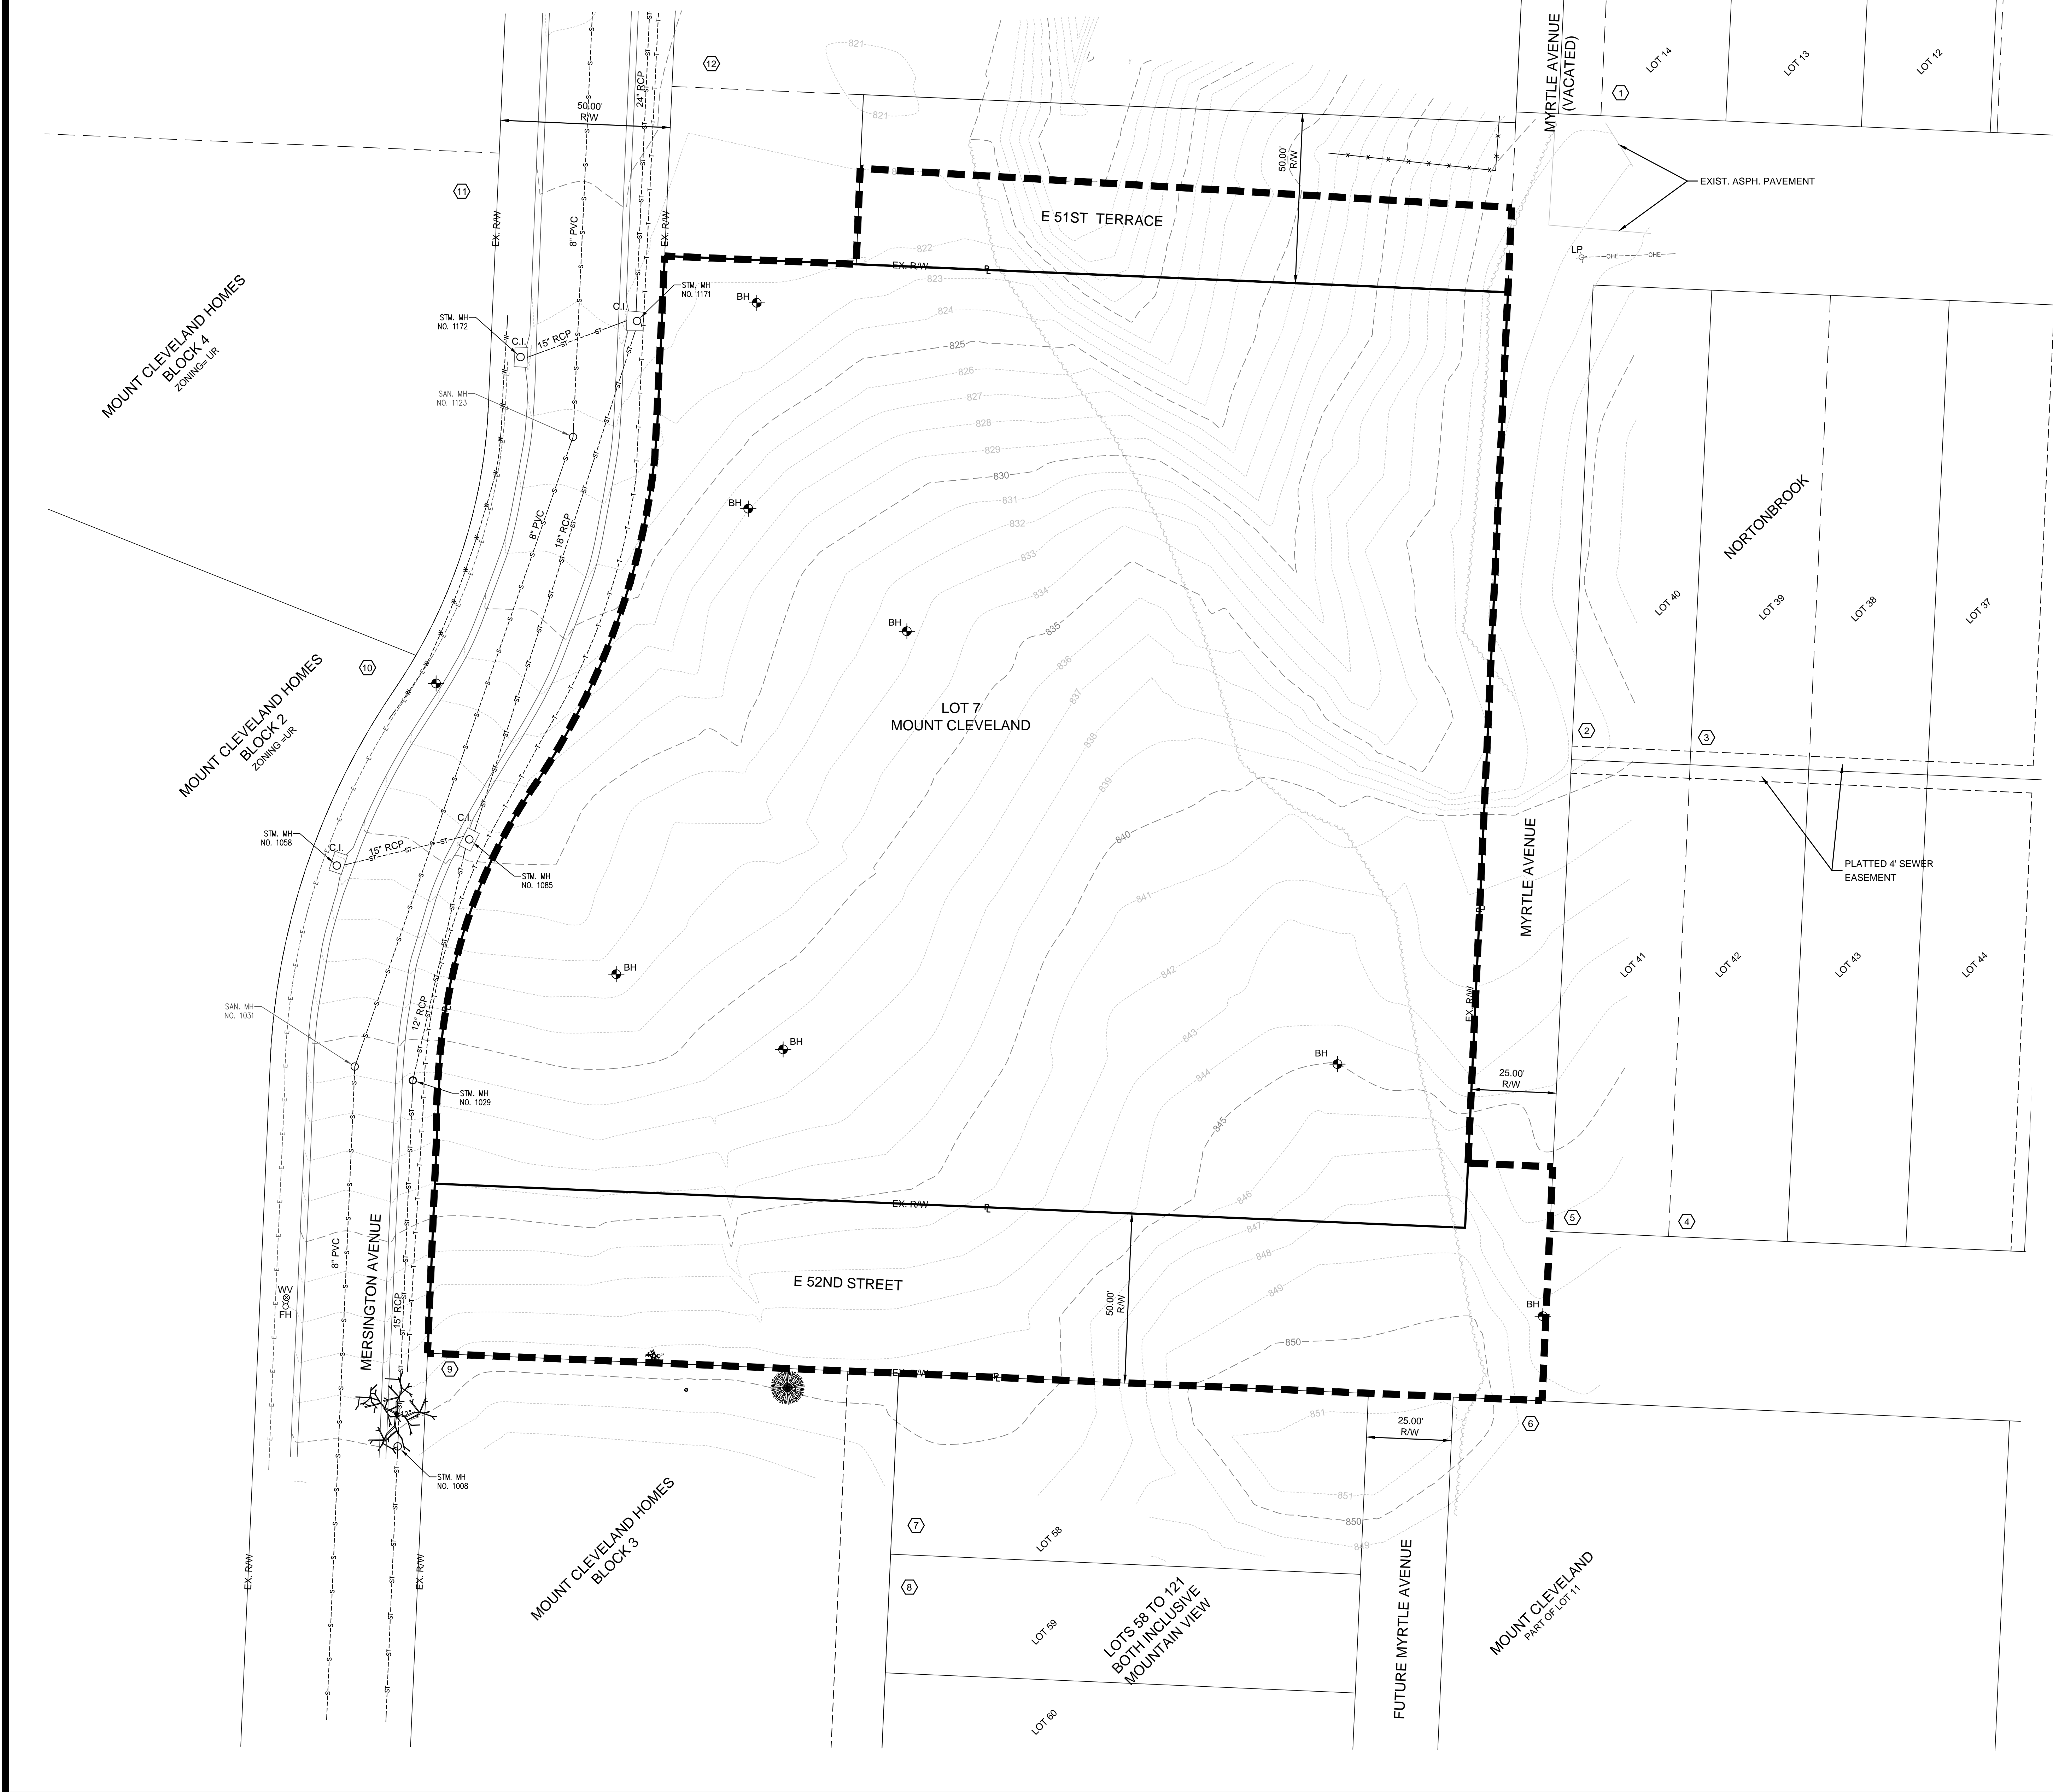 MYRTLE AVENUE
(VACATED)
LOT 14
LOT 13
LOT 12
1
12
821
821
50.00'
R/W
24" RCP
50.00'
R/W
EXIST. ASPH. PAVEMENT
11
EX. R/W
8" PVC
EX. R/W
E 51ST TERRACE
LP
OHE
OHE
822
EX. R/W
PL
823
MOUNT CLEVELAND HOMES
BLOCK 4
ZONING= UR
STM. MH
NO. 1171
BH
C.I.
824
STM. MH
NO. 1172
C.I.
15" RCP
825
826
SAN. MH
NO. 1123
827
828
829
830
831
832
833
834
835
836
837
838
839
840
841
842
843
844
845
846
847
848
849
850
851
BH
8" PVC
18" RCP
NORTONBROOK
LOT 40
LOT 39
LOT 38
LOT 37
BH
10
MOUNT CLEVELAND HOMES
BLOCK 2
ZONING =UR
LOT 7
MOUNT CLEVELAND
2
3
STM. MH
NO. 1058
C.I.
15" RCP
C.I.
STM. MH
NO. 1085
PLATTED 4' SEWER
EASEMENT
MYRTLE AVENUE
PL
LOT 41
LOT 42
LOT 43
LOT 44
BH
SAN. MH
NO. 1031
12" RCP
PL
EX. R/W
BH
BH
25.00'
R/W
STM. MH
NO. 1029
EX. R/W
PL
5
4
MERSINGTON AVENUE
8" PVC
15" RCP
WV
FH
E 52ND STREET
50.00'
R/W
BH
9
12"
EX. R/W
PL
6
25.00'
R/W
STM. MH
NO. 1008
851
850
849
7
8
LOT 58
LOT 59
LOT 60
EX. R/W
EX. R/W
MOUNT CLEVELAND HOMES
BLOCK 3
LOTS 58 TO 121
BOTH INCLUSIVE
MOUNTAIN VIEW
FUTURE MYRTLE AVENUE
MOUNT CLEVELAND
PART OF LOT 11